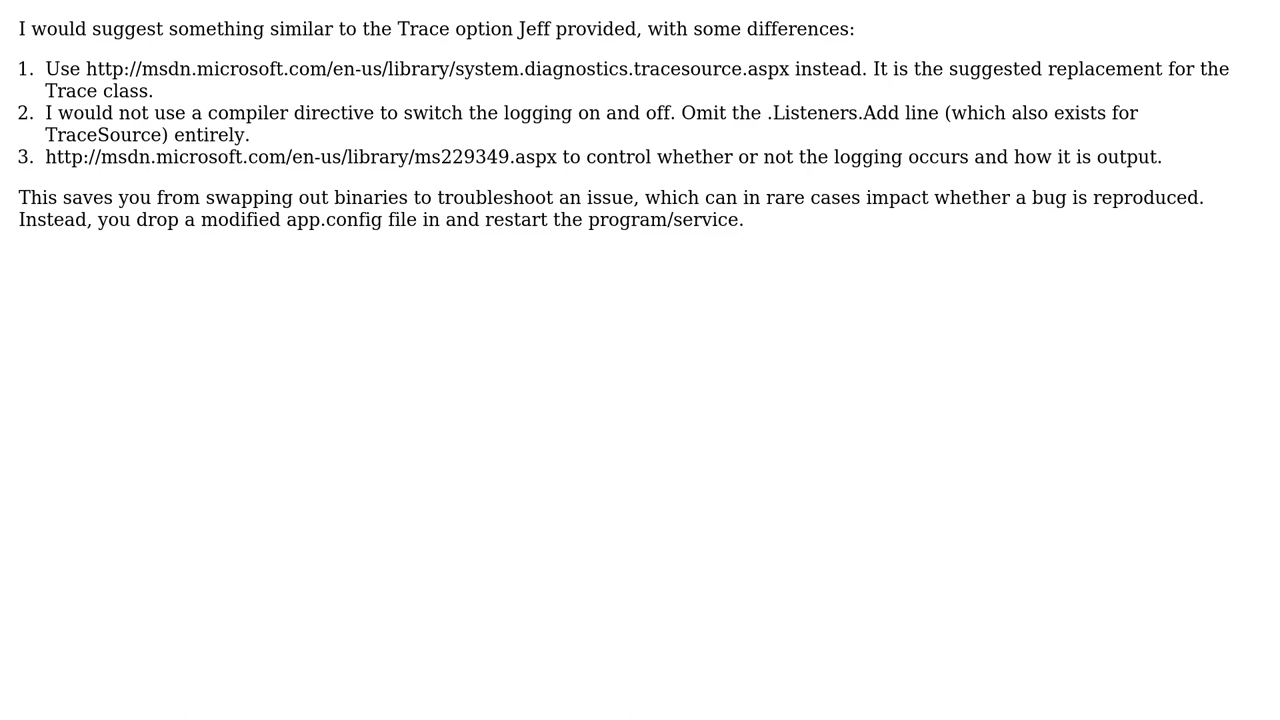 I would suggest something similar to the Trace option Jeff provided, with some differences:
1. Use http://msdn.microsoft.com/en-us/library/system.diagnostics.tracesource.aspx instead. It is the suggested replacement for the
Trace class.
2. I would not use a compiler directive to switch the logging on and off. Omit the .Listeners.Add line (which also exists for
TraceSource) entirely.
3. http://msdn.microsoft.com/en-us/library/ms229349.aspx to control whether or not the logging occurs and how it is output.
This saves you from swapping out binaries to troubleshoot an issue, which can in rare cases impact whether a bug is reproduced.
Instead, you drop a modified app.config file in and restart the program/service.